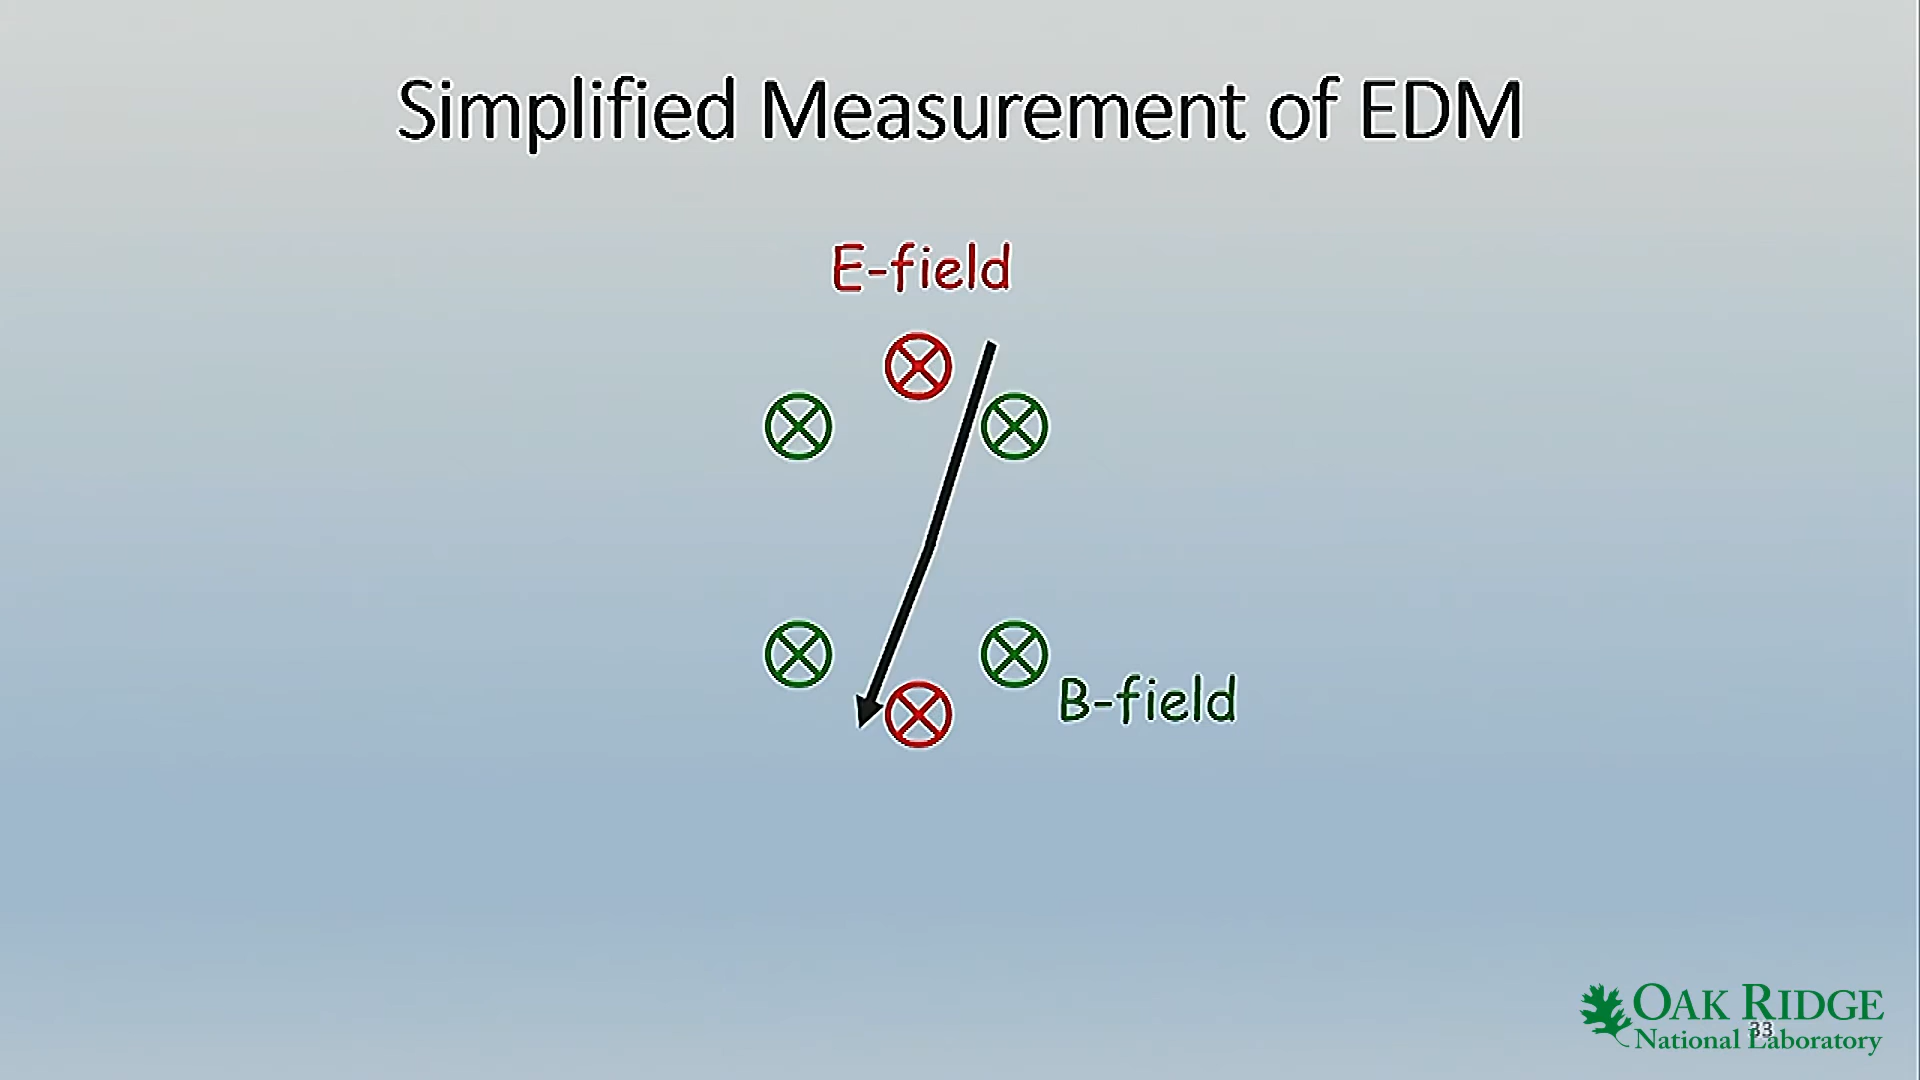 Simplified Measurement of EDM
E-field
B-field
OAK RIDGE
National Laboratory
33